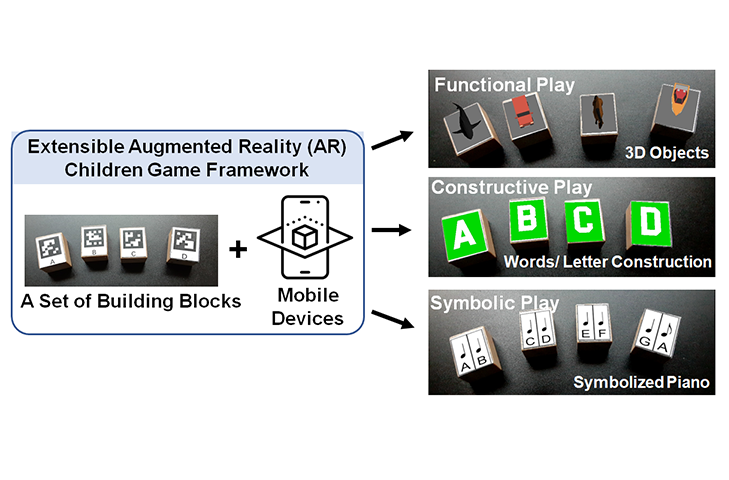 Extensible Augmented Reality (AR)
Children Game Framework
A
B
C
D
+
A Set of Building Blocks
Mobile
Devices
Functional Play
3D Objects
Constructive Play
A
B
C
D
Words/ Letter Construction
Symbolic Play
A B
C D
E F
G A
Symbolized Piano